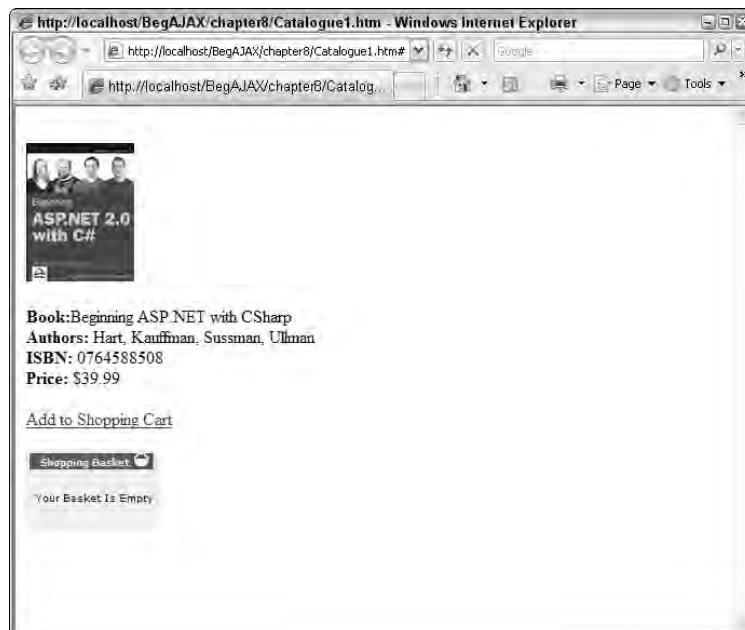 http://localhost/BegAJAX/chapter8/Catalogue1.htm - Windows Internet Explorer
http://localhost/BegAJAX/chapter8/Catalogue1.htm#
Google
http://localhost/BegAJAX/chapter8/Catalog...
Page
Tools
Beginning
ASP.NET 2.0
with C#
Book:Beginning ASP.NET with CSharp
Authors: Hart, Kauffman, Sussman, Ullman
ISBN: 0764588508
Price: $39.99
Add to Shopping Cart
Shopping Basket
Your Basket Is Empty